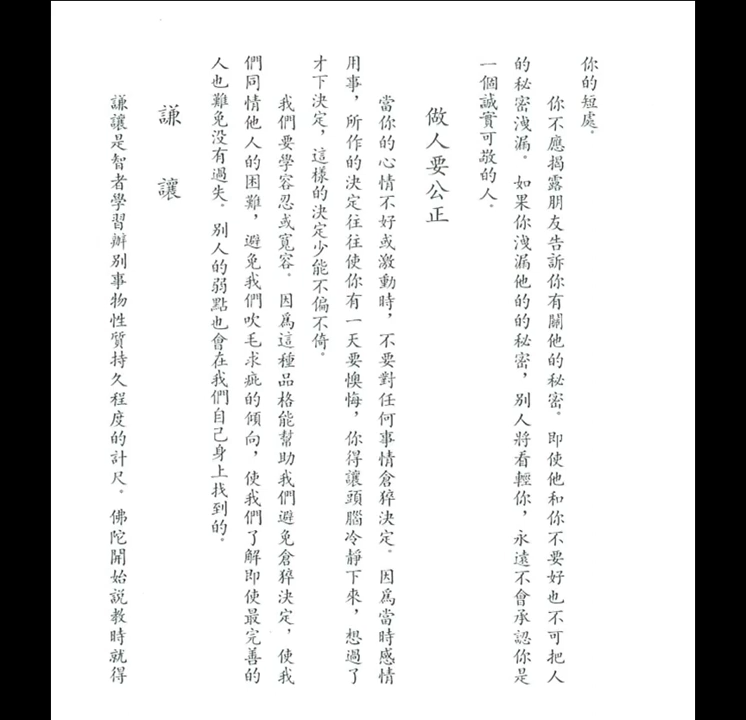 你的短處。
你不應揭露朋友告訴你有關他的秘密。即使他和你不要好也不可把人
的秘密洩漏。如果你洩漏他的的秘密，別人將看輕你，永遠不會承認你是
一個誠實可敬的人。
做人要公正
當你的心情不好或激動時，不要對任何事情倉猝決定。因為當時感情
用事，所作的決定往往使你有一天要懊悔，你得讓頭腦冷靜下來，想過了
才下決定，這樣的決定少能不偏不倚。
我們要學容忍或寬容。因為這種品格能幫助我們避免倉猝決定，使我
們同情他人的困難，避免我們吹毛求疵的傾向，使我們了解即使最完善的
人也難免没有過失。別人的弱點也會在我們自己身上找到的。
謙讓
謙讓是智者學習辦別事物性質持久程度的計尺。佛陀開始説教時就得